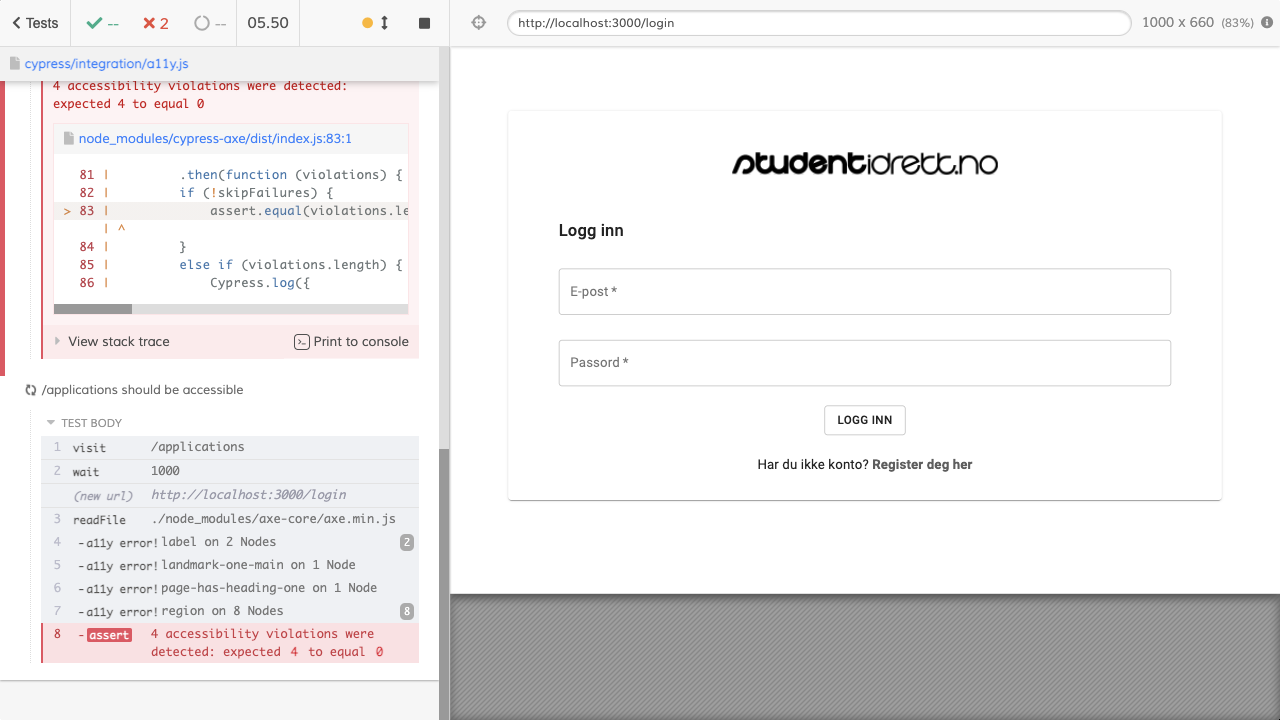 Tests
--
2
--
05.50
http://localhost:3000/login
1000 x 660 (83%)
cypress/integration/a11y.js
4 accessibility violations were detected:
expected 4 to equal 0
node_modules/cypress-axe/dist/index.js:83:1
81 | .then(function (violations) {
82 | if (!skipFailures) {
> 83 | assert.equal(violations.le
| ^
84 | }
85 | else if (violations.length) {
86 | Cypress.log({
View stack trace
Print to console
/applications should be accessible
TEST BODY
1 visit /applications
2 wait 1000
(new url) http://localhost:3000/login
3 readFile ./node_modules/axe-core/axe.min.js
4 -a11y error! label on 2 Nodes 2
5 -a11y error! landmark-one-main on 1 Node
6 -a11y error! page-has-heading-one on 1 Node
7 -a11y error! region on 8 Nodes 8
8 -assert 4 accessibility violations were
detected: expected 4 to equal 0
studentidrett.no
Logg inn
E-post *
Passord *
LOGG INN
Har du ikke konto? Register deg her